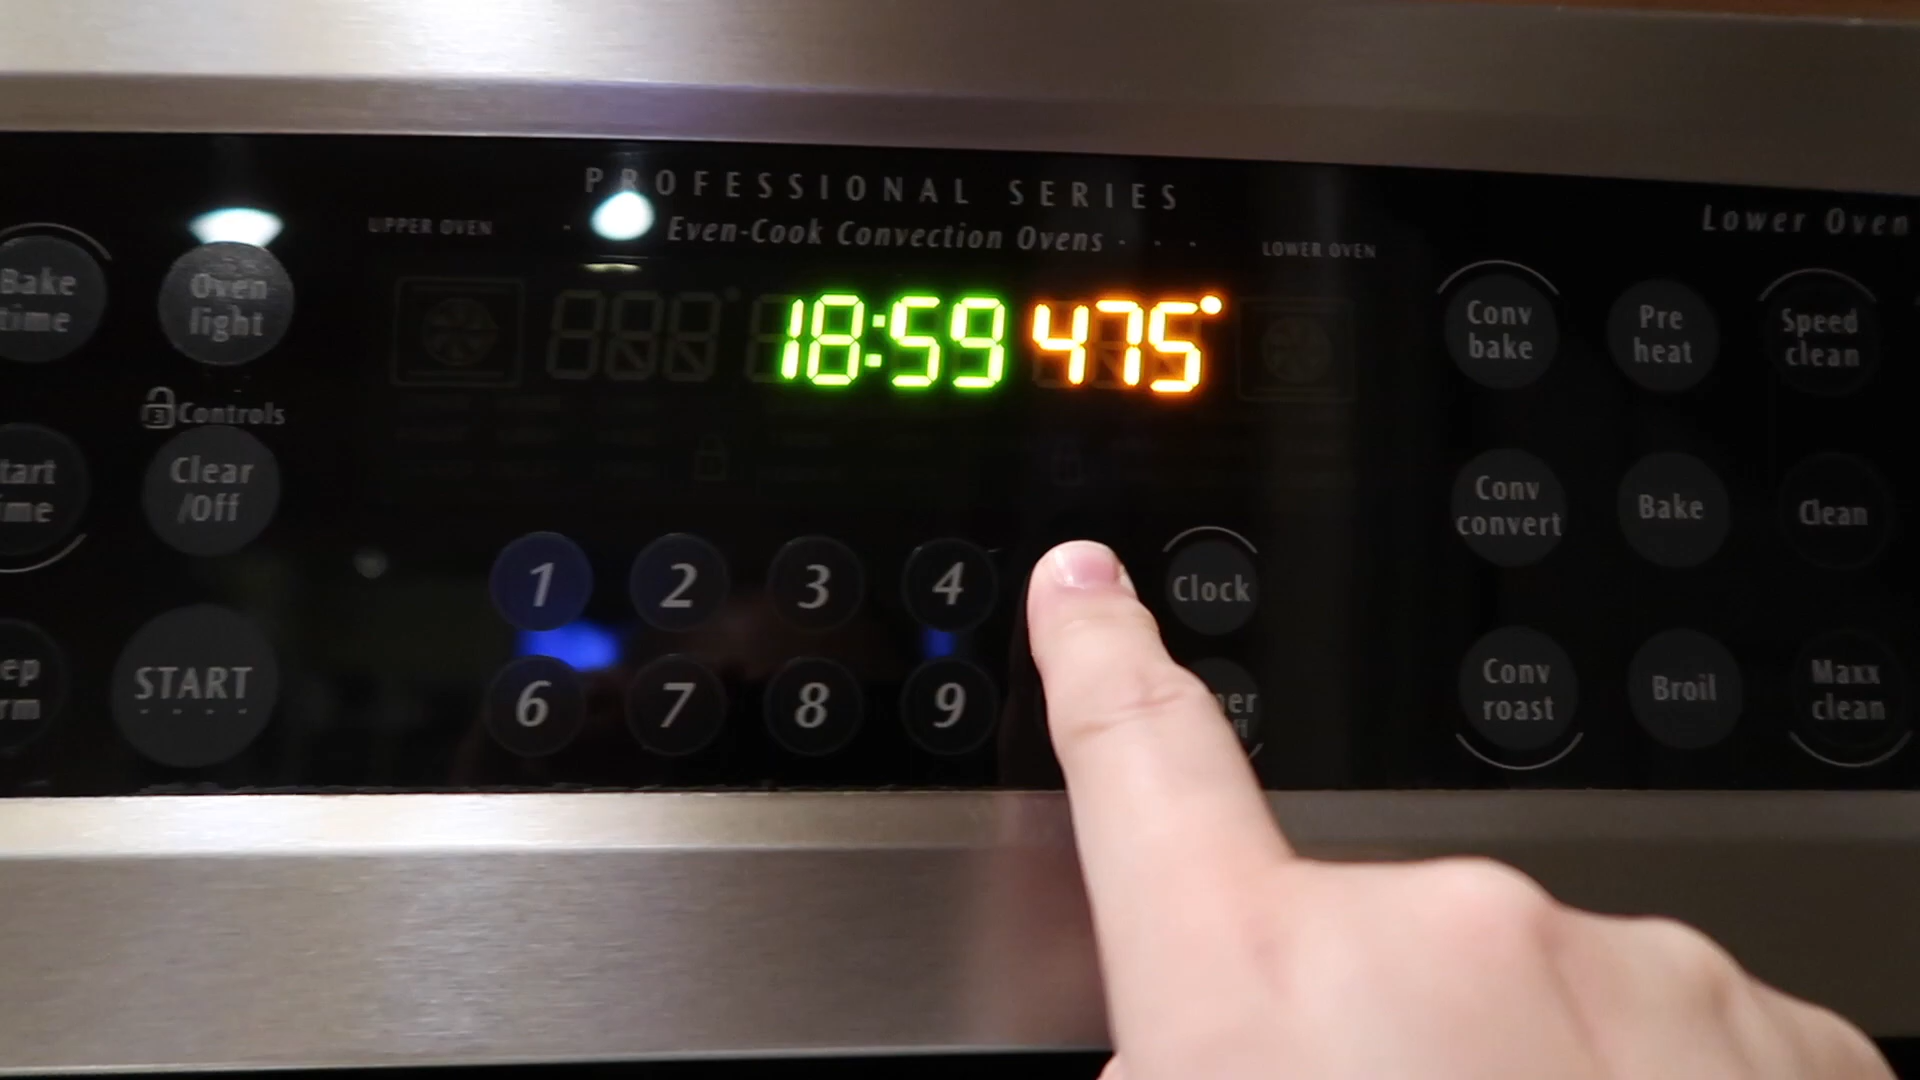 PROFESSIONAL SERIES
UPPER OVEN
Even-Cook Convection Ovens
LOWER OVEN
Lower Oven
18:59 475°
Bake time
Oven light
Conv bake
Pre heat
Speed clean
Controls
Clear /Off
Conv convert
Bake
Clean
1 2 3 4
Clock
START
6 7 8 9
Conv roast
Broil
Maxx clean